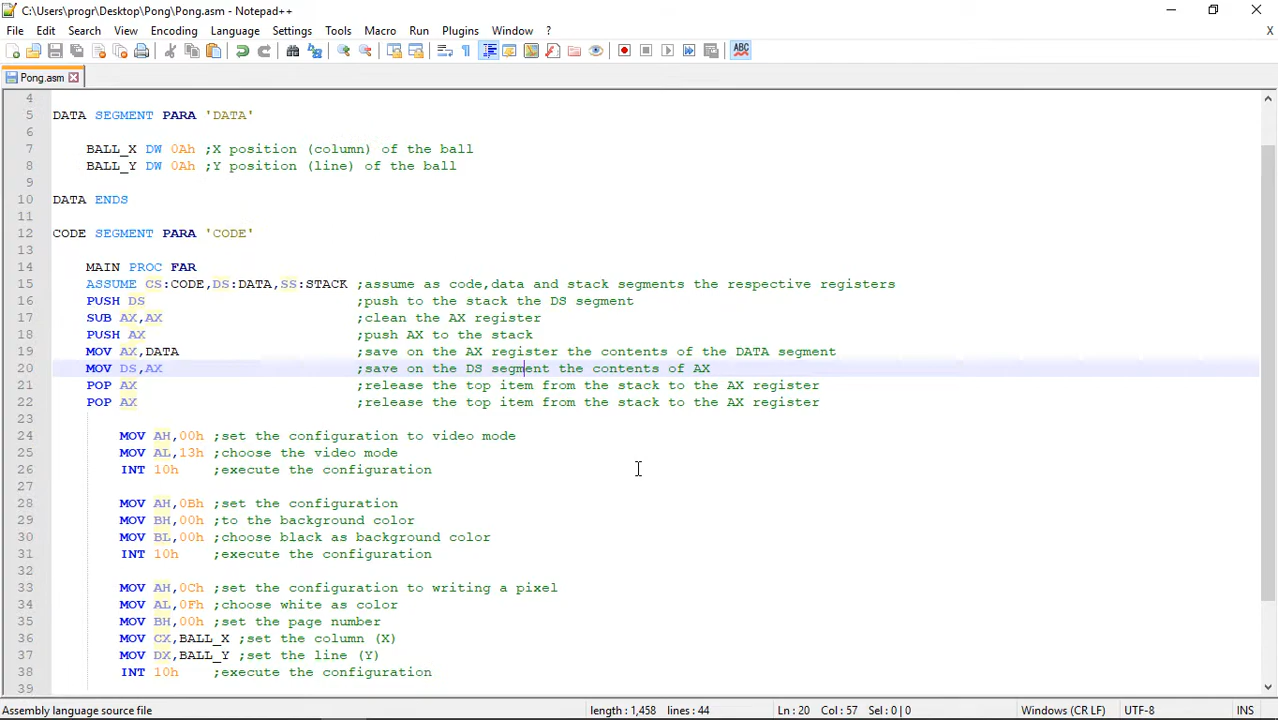 C:\Users\progr\Desktop\Pong\Pong.asm - Notepad++
File Edit Search View Encoding Language Settings Tools Macro Run Plugins Window ? X
ABC
Pong.asm
4
5 DATA SEGMENT PARA 'DATA'
6
7 BALL_X DW 0Ah ;X position (column) of the ball
8 BALL_Y DW 0Ah ;Y position (line) of the ball
9
10 DATA ENDS
11
12 CODE SEGMENT PARA 'CODE'
13
14 MAIN PROC FAR
15 ASSUME CS:CODE,DS:DATA,SS:STACK ;assume as code,data and stack segments the respective registers
16 PUSH DS ;push to the stack the DS segment
17 SUB AX,AX ;clean the AX register
18 PUSH AX ;push AX to the stack
19 MOV AX,DATA ;save on the AX register the contents of the DATA segment
20 MOV DS,AX ;save on the DS segment the contents of AX
21 POP AX ;release the top item from the stack to the AX register
22 POP AX ;release the top item from the stack to the AX register
23
24 MOV AH,00h ;set the configuration to video mode
25 MOV AL,13h ;choose the video mode
26 INT 10h ;execute the configuration
27
28 MOV AH,0Bh ;set the configuration
29 MOV BH,00h ;to the background color
30 MOV BL,00h ;choose black as background color
31 INT 10h ;execute the configuration
32
33 MOV AH,0Ch ;set the configuration to writing a pixel
34 MOV AL,0Fh ;choose white as color
35 MOV BH,00h ;set the page number
36 MOV CX,BALL_X ;set the column (X)
37 MOV DX,BALL_Y ;set the line (Y)
38 INT 10h ;execute the configuration
39
Assembly language source file length : 1,458 lines : 44 Ln : 20 Col : 57 Sel : 0 | 0 Windows (CR LF) UTF-8 INS